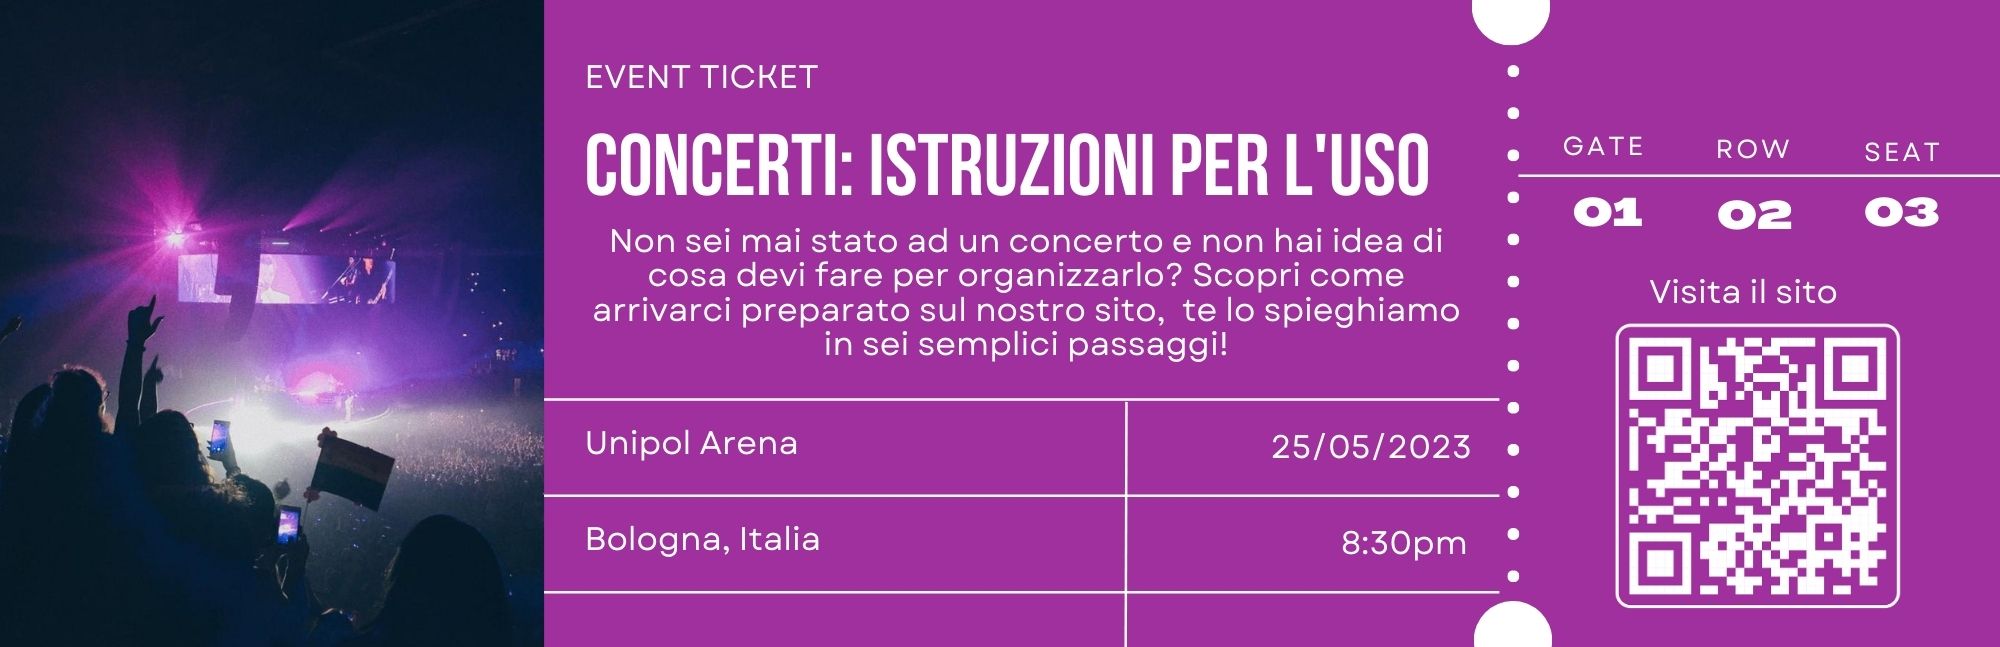 EVENT TICKET
CONCERTI: ISTRUZIONI PER L'USO
Non sei mai stato ad un concerto e non hai idea di
cosa devi fare per organizzarlo? Scopri come
arrivarci preparato sul nostro sito,  te lo spieghiamo
in sei semplici passaggi!
Unipol Arena
25/05/2023
Bologna, Italia
8:30pm
GATE ROW SEAT
01 02 03
Visita il sito